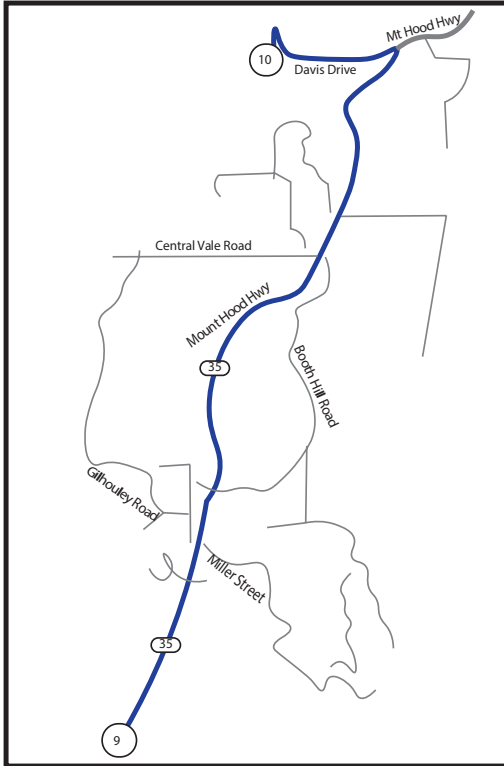 Mt Hood Hwy
10
Davis Drive
Central Vale Road
Mount Hood Hwy
35
Booth Hill Road
Gilhouley Road
Miller Street
35
9